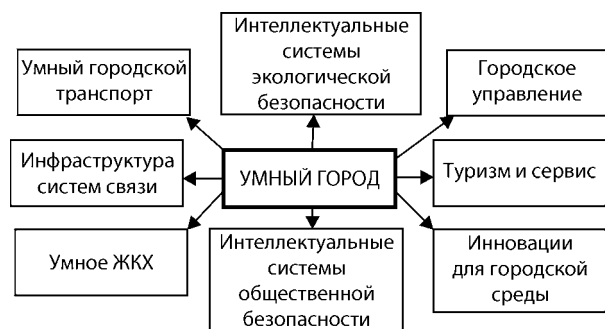 Умный городской
транспорт
Интеллектуальные
системы
экологической
безопасности
Городское
управление
Инфраструктура
систем связи
УМНЫЙ ГОРОД
Туризм и сервис
Умное ЖКХ
Интеллектуальные
системы
общественной
безопасности
Инновации
для городской
среды